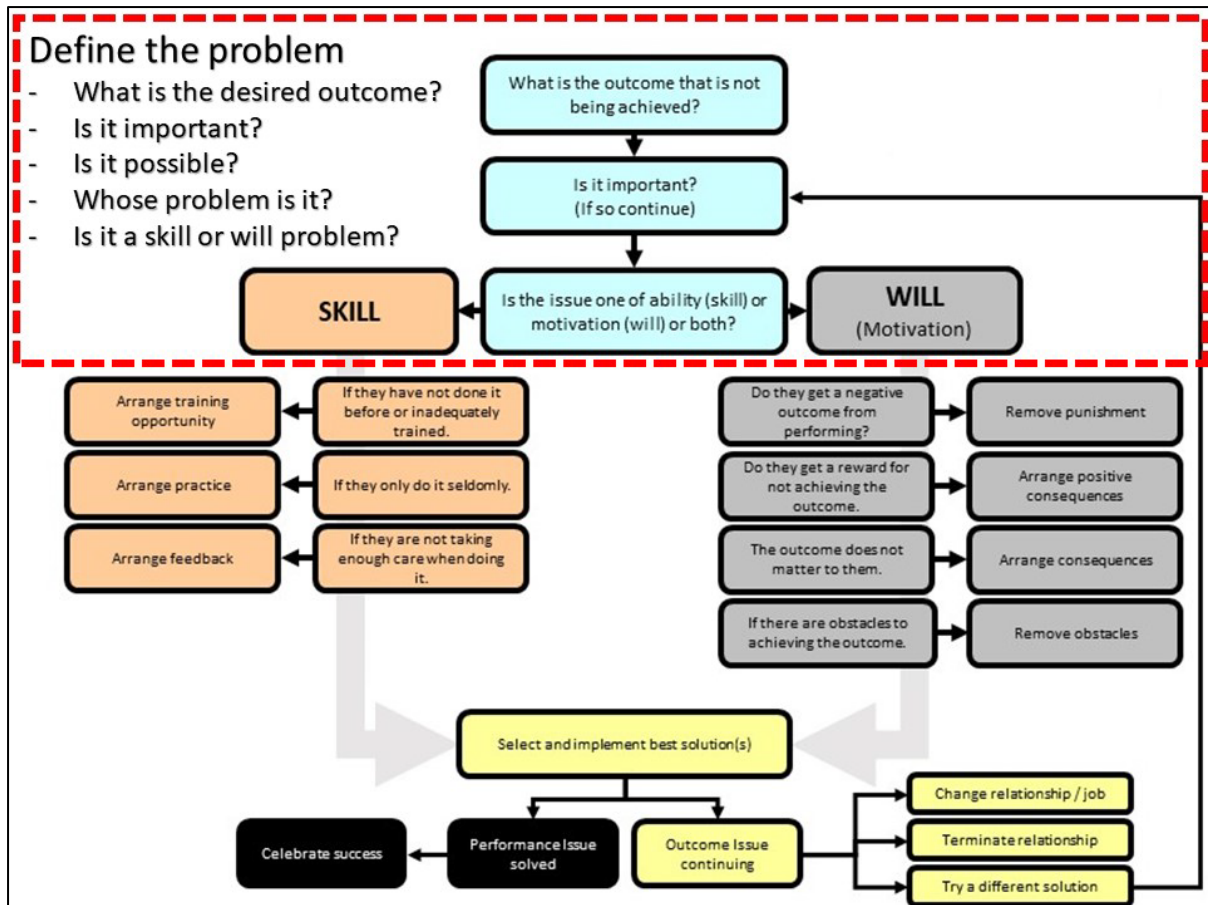 Define the problem
- What is the desired outcome?
- Is it important?
- Is it possible?
- Whose problem is it?
- Is it a skill or will problem?
What is the outcome that is not
being achieved?
Is it important?
(If so continue)
Is the issue one of ability (skill) or
motivation (will) or both?
SKILL
WILL
(Motivation)
Arrange training
opportunity
If they have not done it
before or inadequately
trained.
Arrange practice
If they only do it seldomly.
Arrange feedback
If they are not taking
enough care when doing
it.
Do they get a negative
outcome from
performing?
Remove punishment
Do they get a reward for
not achieving the
outcome.
Arrange positive
consequences
The outcome does not
matter to them.
Arrange consequences
If there are obstacles to
achieving the outcome.
Remove obstacles
Select and implement best solution(s)
Celebrate success
Performance Issue
solved
Outcome Issue
continuing
Change relationship / job
Terminate relationship
Try a different solution